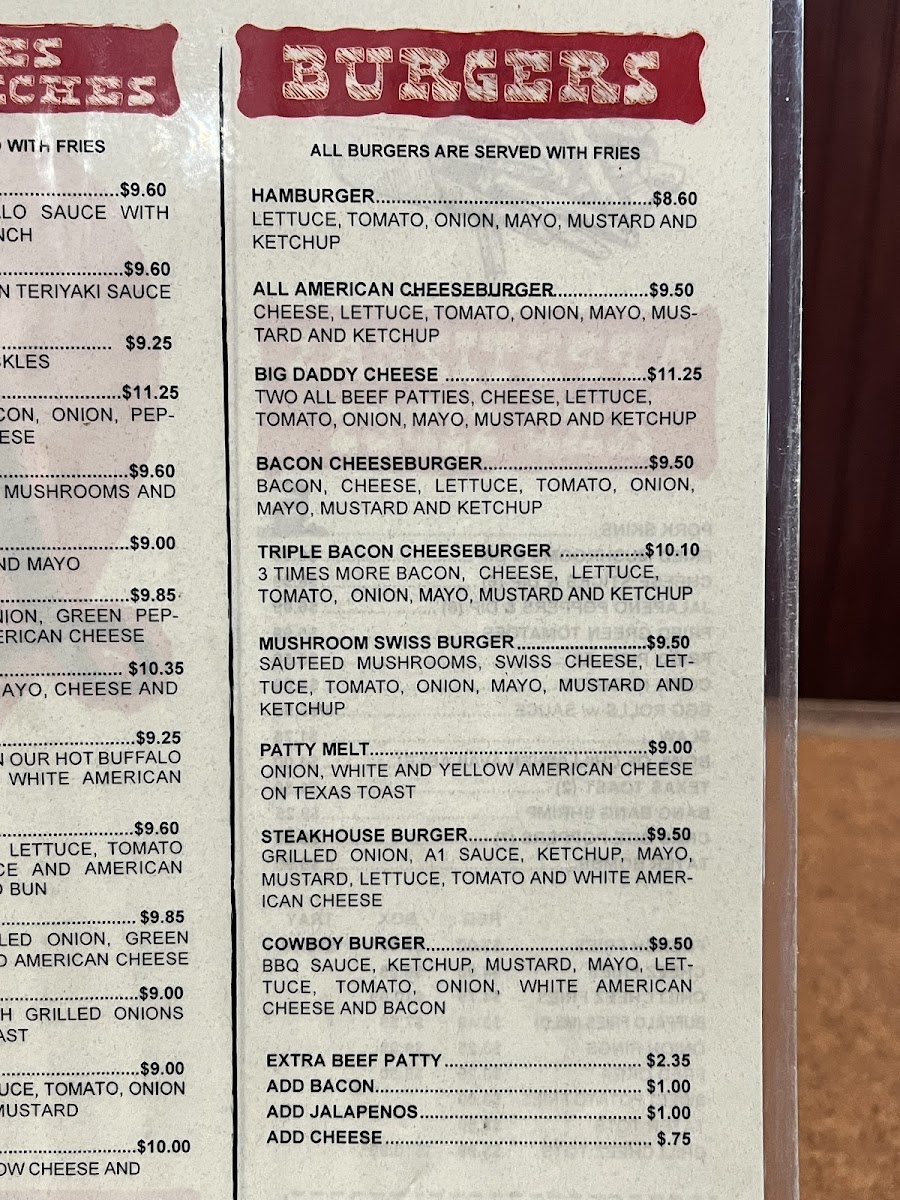 ES
CHES
WITH FRIES
$9.60
LO SAUCE WITH
NCH
$9.60
N TERIYAKI SAUCE
$9.25
KLES
$11.25
CON, ONION, PEP-
ESE
$9.60
MUSHROOMS AND
$9.00
ND MAYO
$9.85
NION, GREEN PEP-
ERICAN CHEESE
$10.35
AYO, CHEESE AND
$9.25
N OUR HOT BUFFALO
WHITE AMERICAN
$9.60
LETTUCE, TOMATO
CE AND AMERICAN
BUN
$9.85
LED ONION, GREEN
D AMERICAN CHEESE
$9.00
H GRILLED ONIONS
AST
$9.00
UCE, TOMATO, ONION
MUSTARD
$10.00
OW CHEESE AND
BURGERS
ALL BURGERS ARE SERVED WITH FRIES
HAMBURGER $8.60
LETTUCE, TOMATO, ONION, MAYO, MUSTARD AND
KETCHUP
ALL AMERICAN CHEESEBURGER $9.50
CHEESE, LETTUCE, TOMATO, ONION, MAYO, MUS-
TARD AND KETCHUP
BIG DADDY CHEESE $11.25
TWO ALL BEEF PATTIES, CHEESE, LETTUCE,
TOMATO, ONION, MAYO, MUSTARD AND KETCHUP
BACON CHEESEBURGER $9.50
BACON, CHEESE, LETTUCE, TOMATO, ONION,
MAYO, MUSTARD AND KETCHUP
TRIPLE BACON CHEESEBURGER $10.10
3 TIMES MORE BACON, CHEESE, LETTUCE,
TOMATO, ONION, MAYO, MUSTARD AND KETCHUP
MUSHROOM SWISS BURGER $9.50
SAUTEED MUSHROOMS, SWISS CHEESE, LET-
TUCE, TOMATO, ONION, MAYO, MUSTARD AND
KETCHUP
PATTY MELT $9.00
ONION, WHITE AND YELLOW AMERICAN CHEESE
ON TEXAS TOAST
STEAKHOUSE BURGER $9.50
GRILLED ONION, A1 SAUCE, KETCHUP, MAYO,
MUSTARD, LETTUCE, TOMATO AND WHITE AMER-
ICAN CHEESE
COWBOY BURGER $9.50
BBQ SAUCE, KETCHUP, MUSTARD, MAYO, LET-
TUCE, TOMATO, ONION, WHITE AMERICAN
CHEESE AND BACON
EXTRA BEEF PATTY $2.35
ADD BACON $1.00
ADD JALAPENOS $1.00
ADD CHEESE $.75